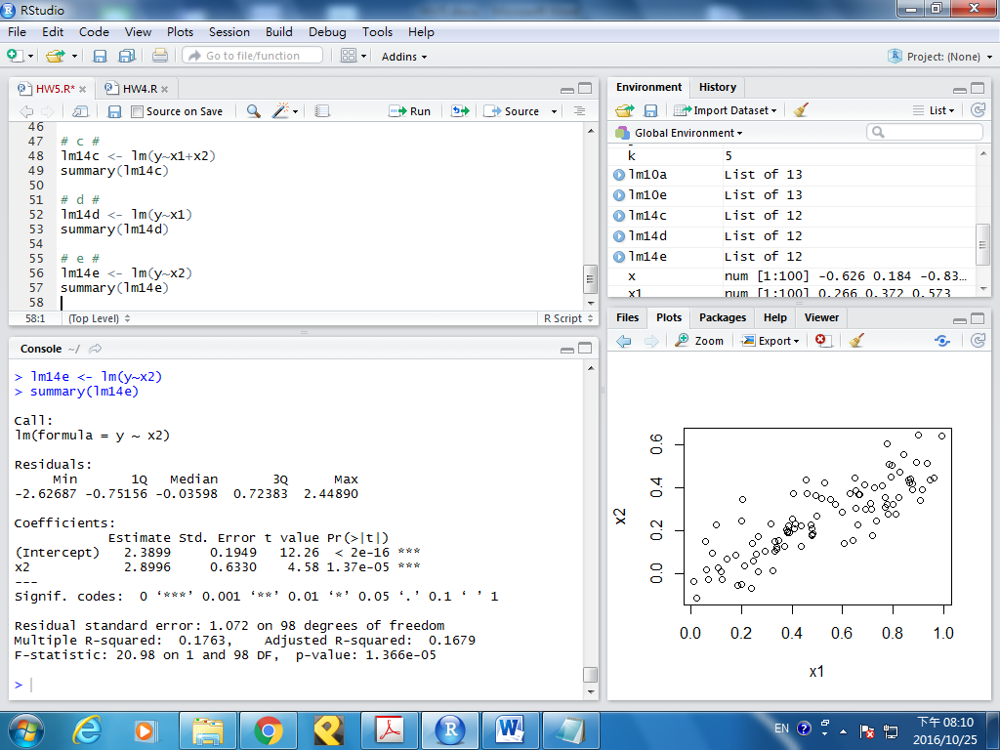 RStudio
File Edit Code View Plots Session Build Debug Tools Help
Go to file/function Addins Project: (None)
HW5.R* HW4.R
Source on Save Run Source
46
47 # c #
48 lm14c <- lm(y~x1+x2)
49 summary(lm14c)
50
51 # d #
52 lm14d <- lm(y~x1)
53 summary(lm14d)
54
55 # e #
56 lm14e <- lm(y~x2)
57 summary(lm14e)
58
58:1 (Top Level) R Script
Console ~/
> lm14e <- lm(y~x2)
> summary(lm14e)
Call:
lm(formula = y ~ x2)
Residuals:
Min 1Q Median 3Q Max
-2.62687 -0.75156 -0.03598 0.72383 2.44890
Coefficients:
Estimate Std. Error t value Pr(>|t|)
(Intercept) 2.3899 0.1949 12.26 < 2e-16 ***
x2 2.8996 0.6330 4.58 1.37e-05 ***
---
Signif. codes: 0 ‘***’ 0.001 ‘**’ 0.01 ‘*’ 0.05 ‘.’ 0.1 ‘ ’ 1
Residual standard error: 1.072 on 98 degrees of freedom
Multiple R-squared: 0.1763, Adjusted R-squared: 0.1679
F-statistic: 20.98 on 1 and 98 DF, p-value: 1.366e-05
>
Environment History
Import Dataset List
Global Environment
k 5
lm10a List of 13
lm10e List of 13
lm14c List of 12
lm14d List of 12
lm14e List of 12
x num [1:100] -0.626 0.184 -0.83…
x1 num [1:100] 0.266 0.372 0.573
Files Plots Packages Help Viewer
Zoom Export
0.6
0.4
x2
0.2
0.0
0.0 0.2 0.4 0.6 0.8 1.0
x1
EN 下午 08:10
2016/10/25